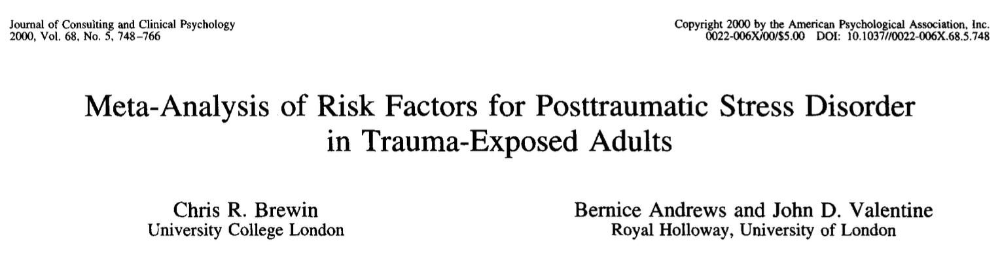 Journal of Consulting and Clinical Psychology
2000, Vol. 68, No. 5, 748–766
Copyright 2000 by the American Psychological Association, Inc.
0022-006X/00/$5.00 DOI: 10.1037//0022-006X.68.5.748
Meta-Analysis of Risk Factors for Posttraumatic Stress Disorder
in Trauma-Exposed Adults
Chris R. Brewin
University College London
Bernice Andrews and John D. Valentine
Royal Holloway, University of London